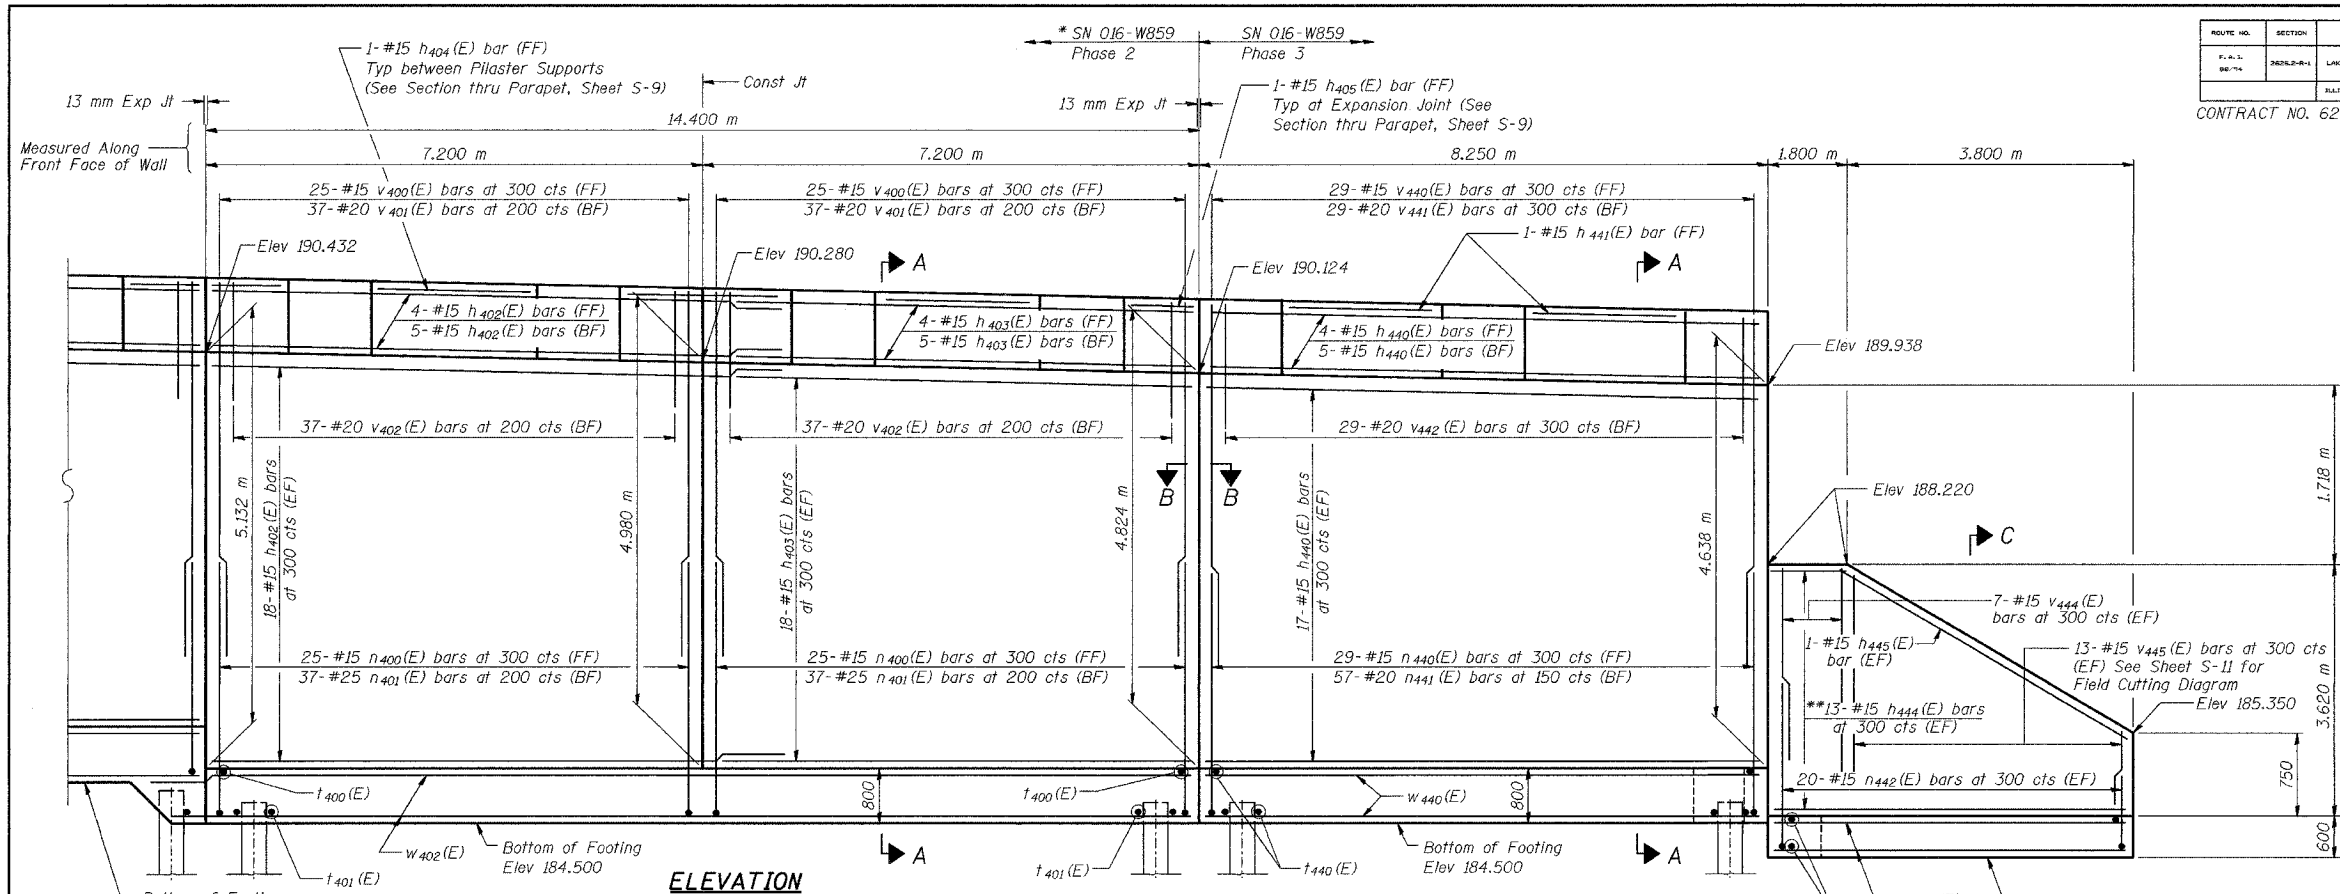 * SN 016-W859
Phase 2
SN 016-W859
Phase 3
ROUTE NO.
SECTION
F.A.I.
2626.2-R-1
CONTRACT NO. 62
1-#15 h404(E) bar (FF)
Typ between Pilaster Supports
(See Section thru Parapet, Sheet S-9)
Const Jt
1-#15 h405(E) bar (FF)
Typ at Expansion Joint (See
Section thru Parapet, Sheet S-9)
13 mm Exp Jt
13 mm Exp Jt
14.400 m
Measured Along
Front Face of Wall
7.200 m
7.200 m
8.250 m
1.800 m
3.800 m
25-#15 v400(E) bars at 300 cts (FF)
37-#20 v401(E) bars at 200 cts (BF)
25-#15 v400(E) bars at 300 cts (FF)
37-#20 v401(E) bars at 200 cts (BF)
29-#15 v440(E) bars at 300 cts (FF)
29-#20 v441(E) bars at 300 cts (BF)
1-#15 h441(E) bar (FF)
Elev 190.432
Elev 190.280
A
Elev 190.124
A
4-#15 h402(E) bars (FF)
5-#15 h402(E) bars (BF)
4-#15 h403(E) bars (FF)
5-#15 h403(E) bars (BF)
4-#15 h440(E) bars (FF)
5-#15 h440(E) bars (BF)
Elev 189.938
37-#20 v402(E) bars at 200 cts (BF)
37-#20 v402(E) bars at 200 cts (BF)
29-#20 v442(E) bars at 300 cts (BF)
5.132 m
18-#15 h402(E) bars
at 300 cts (EF)
4.980 m
18-#15 h403(E) bars
at 300 cts (EF)
4.824 m
B
B
17-#15 h440(E) bars
at 300 cts (EF)
4.638 m
1.718 m
Elev 188.220
C
7-#15 v444(E)
bars at 300 cts (EF)
1-#15 h445(E)
bar (EF)
13-#15 v445(E) bars at 300 cts
(EF) See Sheet S-11 for
Field Cutting Diagram
3.620 m
25-#15 n400(E) bars at 300 cts (FF)
37-#25 n401(E) bars at 200 cts (BF)
25-#15 n400(E) bars at 300 cts (FF)
37-#25 n401(E) bars at 200 cts (BF)
29-#15 n440(E) bars at 300 cts (FF)
57-#20 n441(E) bars at 150 cts (BF)
**13-#15 h444(E) bars
at 300 cts (EF)
Elev 185.350
750
20-#15 n442(E) bars at 300 cts (EF)
t400(E)
800
t400(E)
w440(E)
800
600
w402(E)
t401(E)
Bottom of Footing
Elev 184.500
A
t401(E)
t440(E)
Bottom of Footing
Elev 184.500
A
ELEVATION